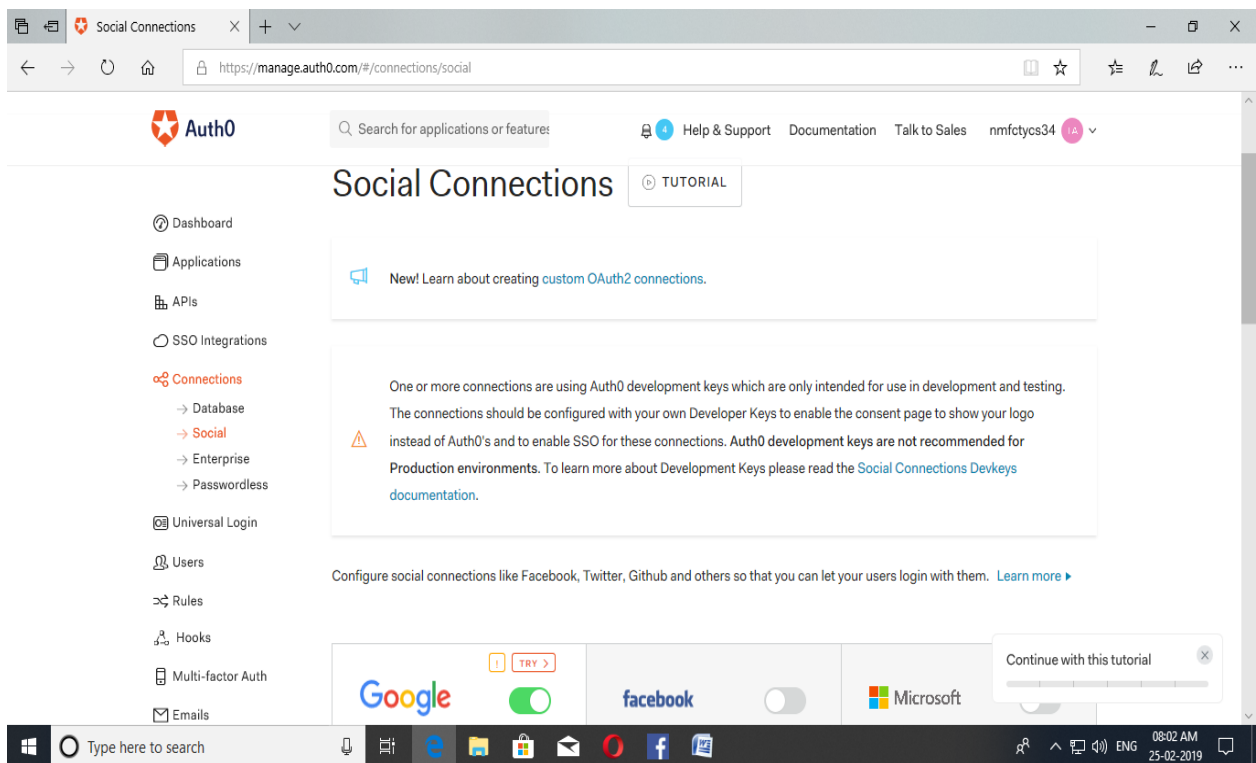 Social Connections
https://manage.auth0.com/#/connections/social
Auth0
Search for applications or features
4
Help & Support
Documentation
Talk to Sales
nmfctycs34
IA
Social Connections
TUTORIAL
Dashboard
Applications
APIs
SSO Integrations
Connections
Database
Social
Enterprise
Passwordless
Universal Login
Users
Rules
Hooks
Multi-factor Auth
Emails
New! Learn about creating custom OAuth2 connections.
One or more connections are using Auth0 development keys which are only intended for use in development and testing.
The connections should be configured with your own Developer Keys to enable the consent page to show your logo
instead of Auth0's and to enable SSO for these connections. Auth0 development keys are not recommended for
Production environments. To learn more about Development Keys please read the Social Connections Devkeys
documentation.
Configure social connections like Facebook, Twitter, Github and others so that you can let your users login with them. Learn more
! TRY >
Google
facebook
Microsoft
Continue with this tutorial
Type here to search
ENG
08:02 AM
25-02-2019